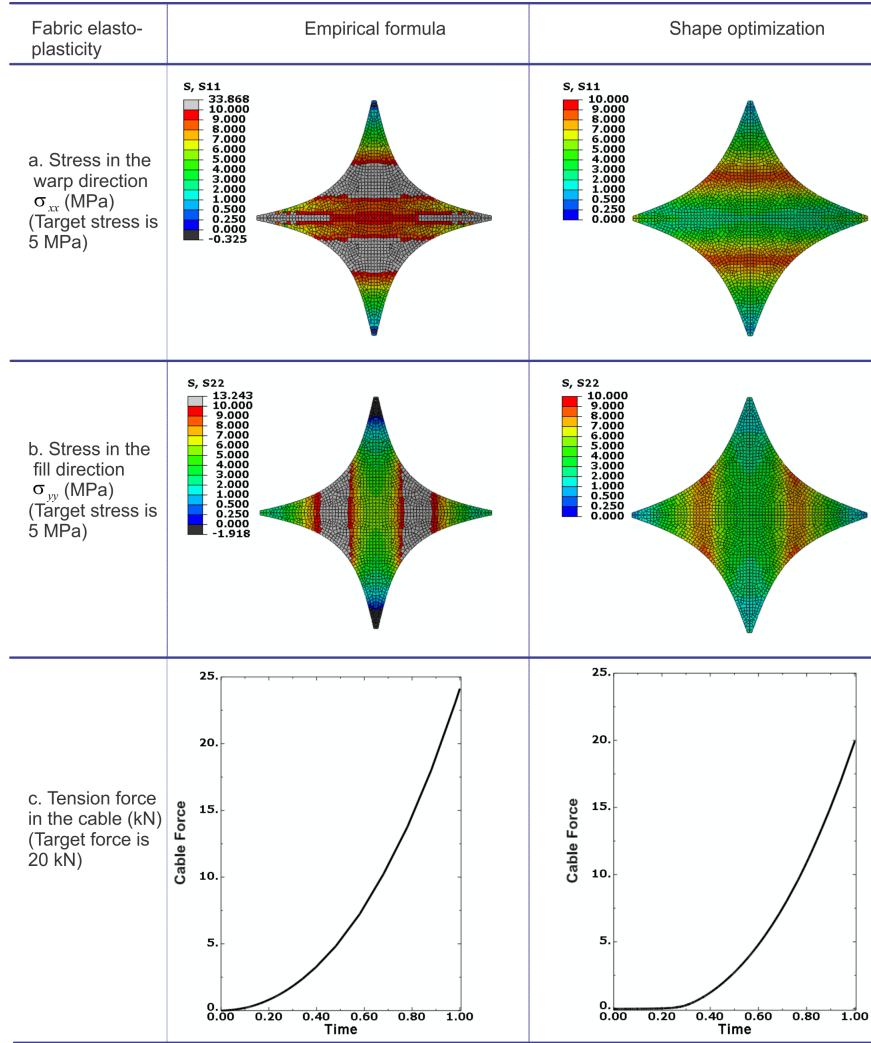 Fabric elasto-
plasticity
Empirical formula
Shape optimization
a. Stress in the
warp direction
σxx (MPa)
(Target stress is
5 MPa)
S, S11
33.868
10.000
9.000
8.000
7.000
6.000
5.000
4.000
3.000
2.000
1.000
0.500
0.250
0.000
-0.325
S, S11
10.000
9.000
8.000
7.000
6.000
5.000
4.000
3.000
2.000
1.000
0.500
0.250
0.000
b. Stress in the
fill direction
σyy (MPa)
(Target stress is
5 MPa)
S, S22
13.243
10.000
9.000
8.000
7.000
6.000
5.000
4.000
3.000
2.000
1.000
0.500
0.250
0.000
-1.918
S, S22
10.000
9.000
8.000
7.000
6.000
5.000
4.000
3.000
2.000
1.000
0.500
0.250
0.000
c. Tension force
in the cable (kN)
(Target force is
20 kN)
25.
20.
15.
10.
5.
0.
Cable Force
0.00 0.20 0.40 0.60 0.80 1.00
Time
25.
20.
15.
10.
5.
0.
Cable Force
0.00 0.20 0.40 0.60 0.80 1.00
Time